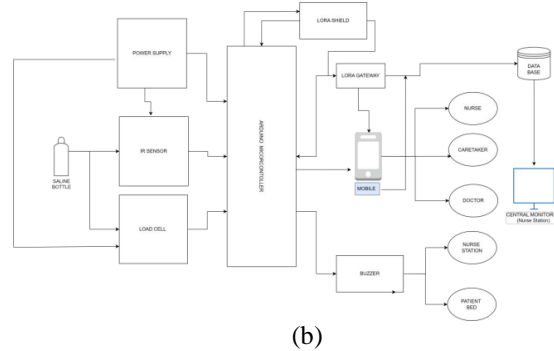 LORA SHIELD
POWER SUPPLY
LORA GATEWAY
DATA
BASE
NURSE
ARDUINO MICORCONTROLLER
IR SENSOR
CARETAKER
SALINE
BOTTLE
MOBILE
DOCTOR
CENTRAL MONITOR
(Nurse Station)
LOAD CELL
NURSE
STATION
BUZZER
PATIENT
BED
(b)